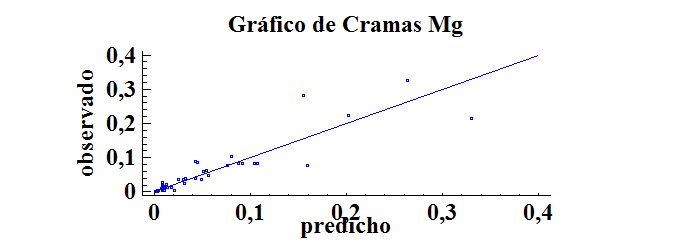 Gráfico de Cramas Mg
observado
0,4
0,3
0,2
0,1
0
0 0,1 0,2 0,3 0,4
predicho